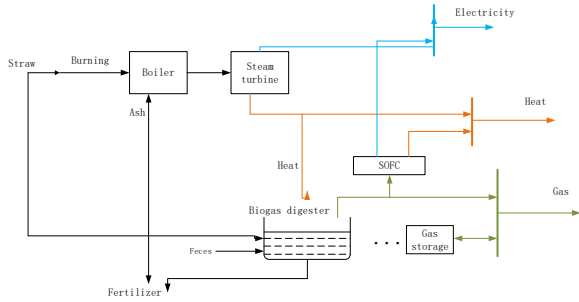 Electricity
Straw
Burning
Boiler
Steam
turbine
Ash
Heat
Heat
SOFC
Gas
Biogas digester
Feces
...
Gas
storage
Fertilizer